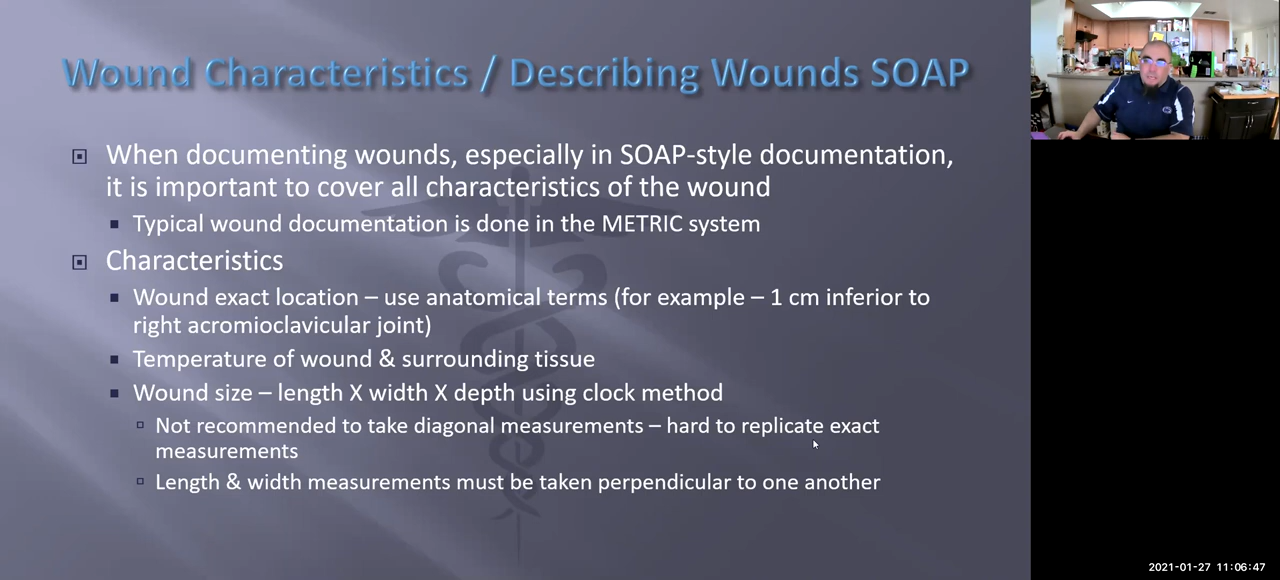 Wound Characteristics / Describing Wounds SOAP
When documenting wounds, especially in SOAP-style documentation,
it is important to cover all characteristics of the wound
Typical wound documentation is done in the METRIC system
Characteristics
Wound exact location – use anatomical terms (for example – 1 cm inferior to
right acromioclavicular joint)
Temperature of wound & surrounding tissue
Wound size – length X width X depth using clock method
Not recommended to take diagonal measurements – hard to replicate exact
measurements
Length & width measurements must be taken perpendicular to one another
2021-01-27 11:06:47